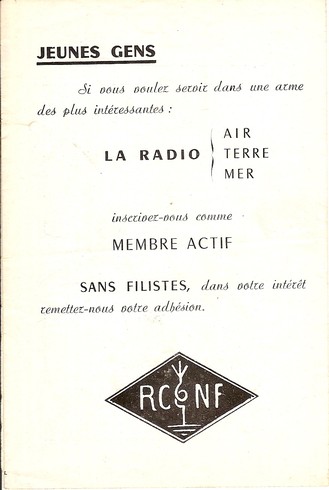 JEUNES GENS
Si vous voulez servir dans une arme
des plus intéressantes :
AIR
LA RADIO TERRE
MER
inscrivez-vous comme
MEMBRE ACTIF
SANS FILISTES, dans votre intérêt
remettez-nous votre adhésion.
RC NF